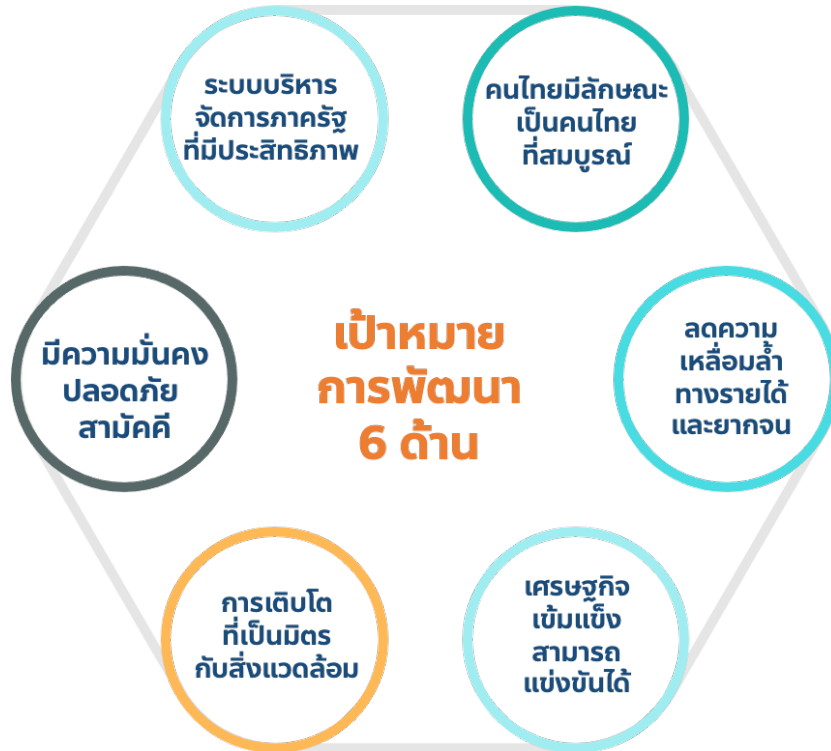 ระบบบริหาร
จัดการภาครัฐ
ที่มีประสิทธิภาพ
คนไทยมีลักษณะ
เป็นคนไทย
ที่สมบูรณ์
มีความมั่นคง
ปลอดภัย
สามัคคี
เป้าหมาย
การพัฒนา
6 ด้าน
ลดความ
เหลื่อมล้ำ
ทางรายได้
และยากจน
การเติบโต
ที่เป็นมิตร
กับสิ่งแวดล้อม
เศรษฐกิจ
เข้มแข็ง
สามารถ
แข่งขันได้